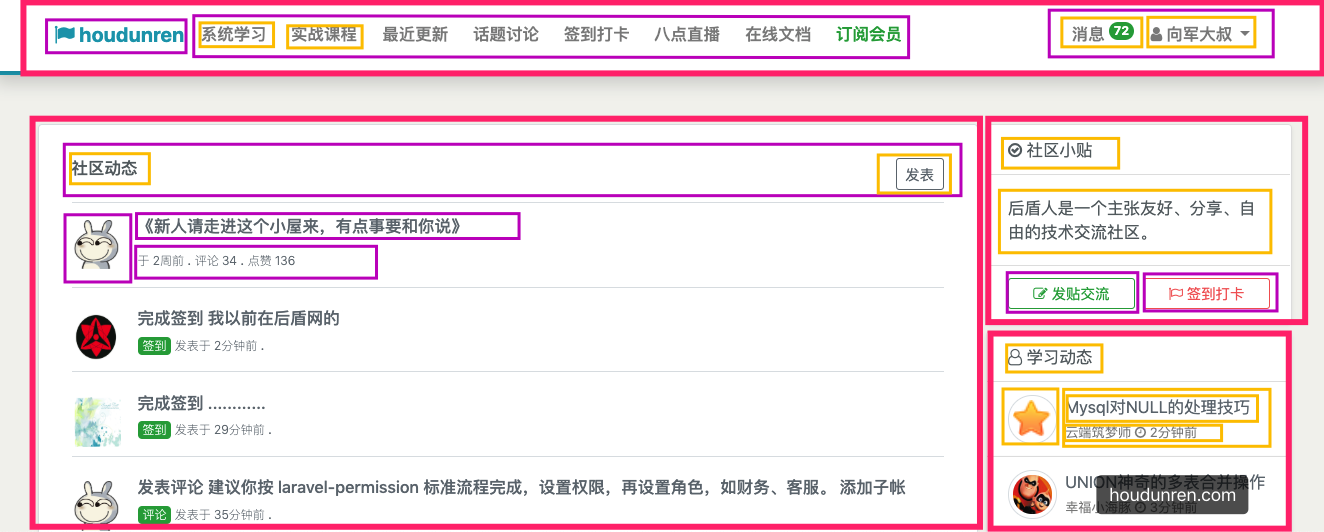 houdunren 系统学习 实战课程 最近更新 话题讨论 签到打卡 八点直播 在线文档 订阅会员 消息 72 向军大叔
社区动态 发表
《新人请走进这个小屋来，有点事要和你说》
于 2周前 . 评论 34 . 点赞 136
完成签到 我以前在后盾网的
签到 发表于 2分钟前 .
完成签到 …………
签到 发表于 29分钟前 .
发表评论 建议你按 laravel-permission 标准流程完成，设置权限，再设置角色，如财务、客服。 添加子帐
评论 发表于 35分钟前 .
社区小贴
后盾人是一个主张友好、分享、自
由的技术交流社区。
发贴交流 签到打卡
学习动态
Mysql对NULL的处理技巧
云端筑梦师 2分钟前
UNION神奇的多表合并操作
幸福小海豚 3分钟前
houdunren.com